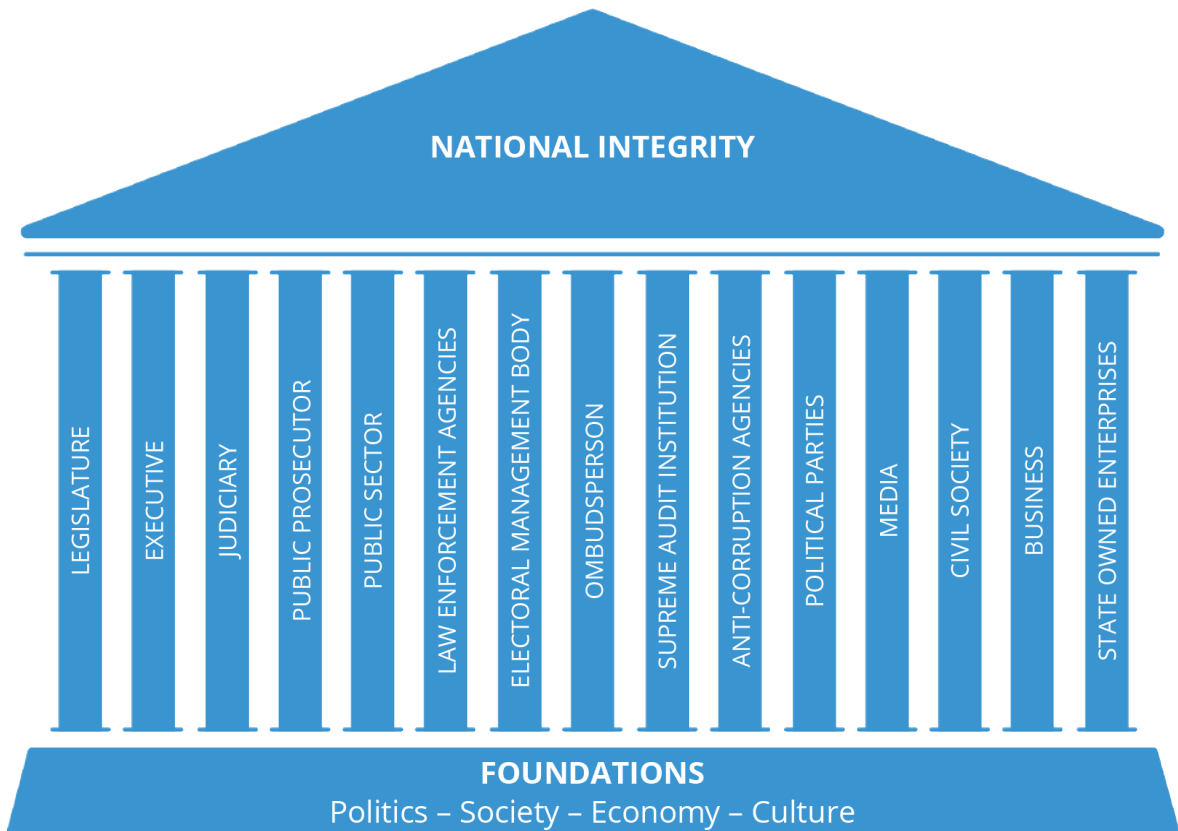 NATIONAL INTEGRITY
LEGISLATURE
EXECUTIVE
JUDICIARY
PUBLIC PROSECUTOR
PUBLIC SECTOR
LAW ENFORCEMENT AGENCIES
ELECTORAL MANAGEMENT BODY
OMBUDSPERSON
SUPREME AUDIT INSTITUTION
ANTI-CORRUPTION AGENCIES
POLITICAL PARTIES
MEDIA
CIVIL SOCIETY
BUSINESS
STATE OWNED ENTERPRISES
FOUNDATIONS
Politics – Society – Economy – Culture